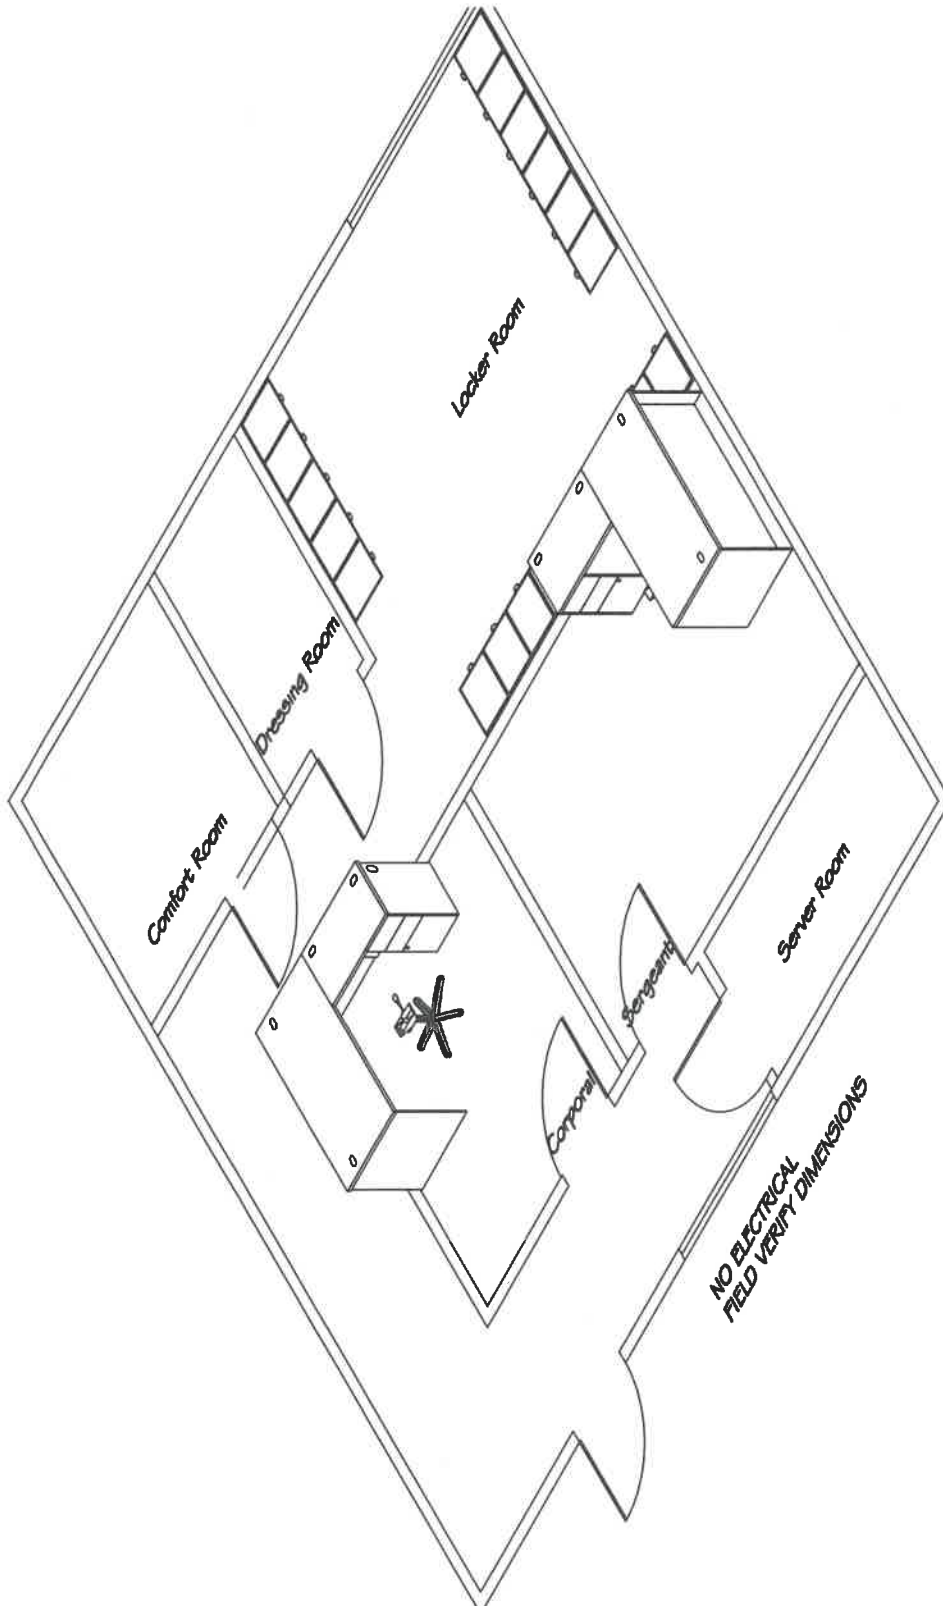 Locker Room
Dressing Room
Comfort Room
Server Room
Sergeant
Corporal
NO ELECTRICAL
FIELD VERIFY DIMENSIONS